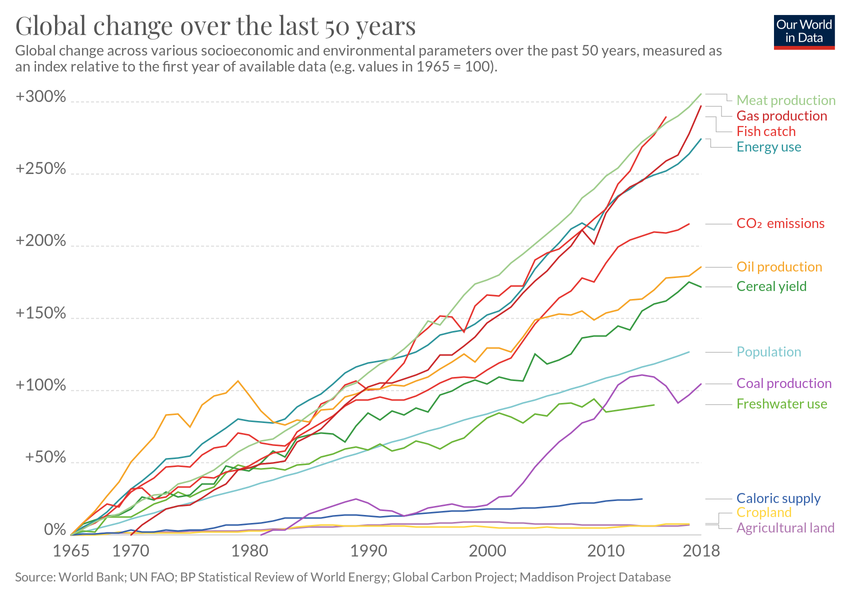 Global change over the last 50 years
Our World
in Data
Global change across various socioeconomic and environmental parameters over the past 50 years, measured as
an index relative to the first year of available data (e.g. values in 1965 = 100).
+300%
Meat production
Gas production
Fish catch
Energy use
+250%
CO₂ emissions
+200%
Oil production
Cereal yield
+150%
Population
Coal production
+100%
Freshwater use
+50%
Caloric supply
Cropland
Agricultural land
0%
1965 1970 1980 1990 2000 2010 2018
Source: World Bank; UN FAO; BP Statistical Review of World Energy; Global Carbon Project; Maddison Project Database